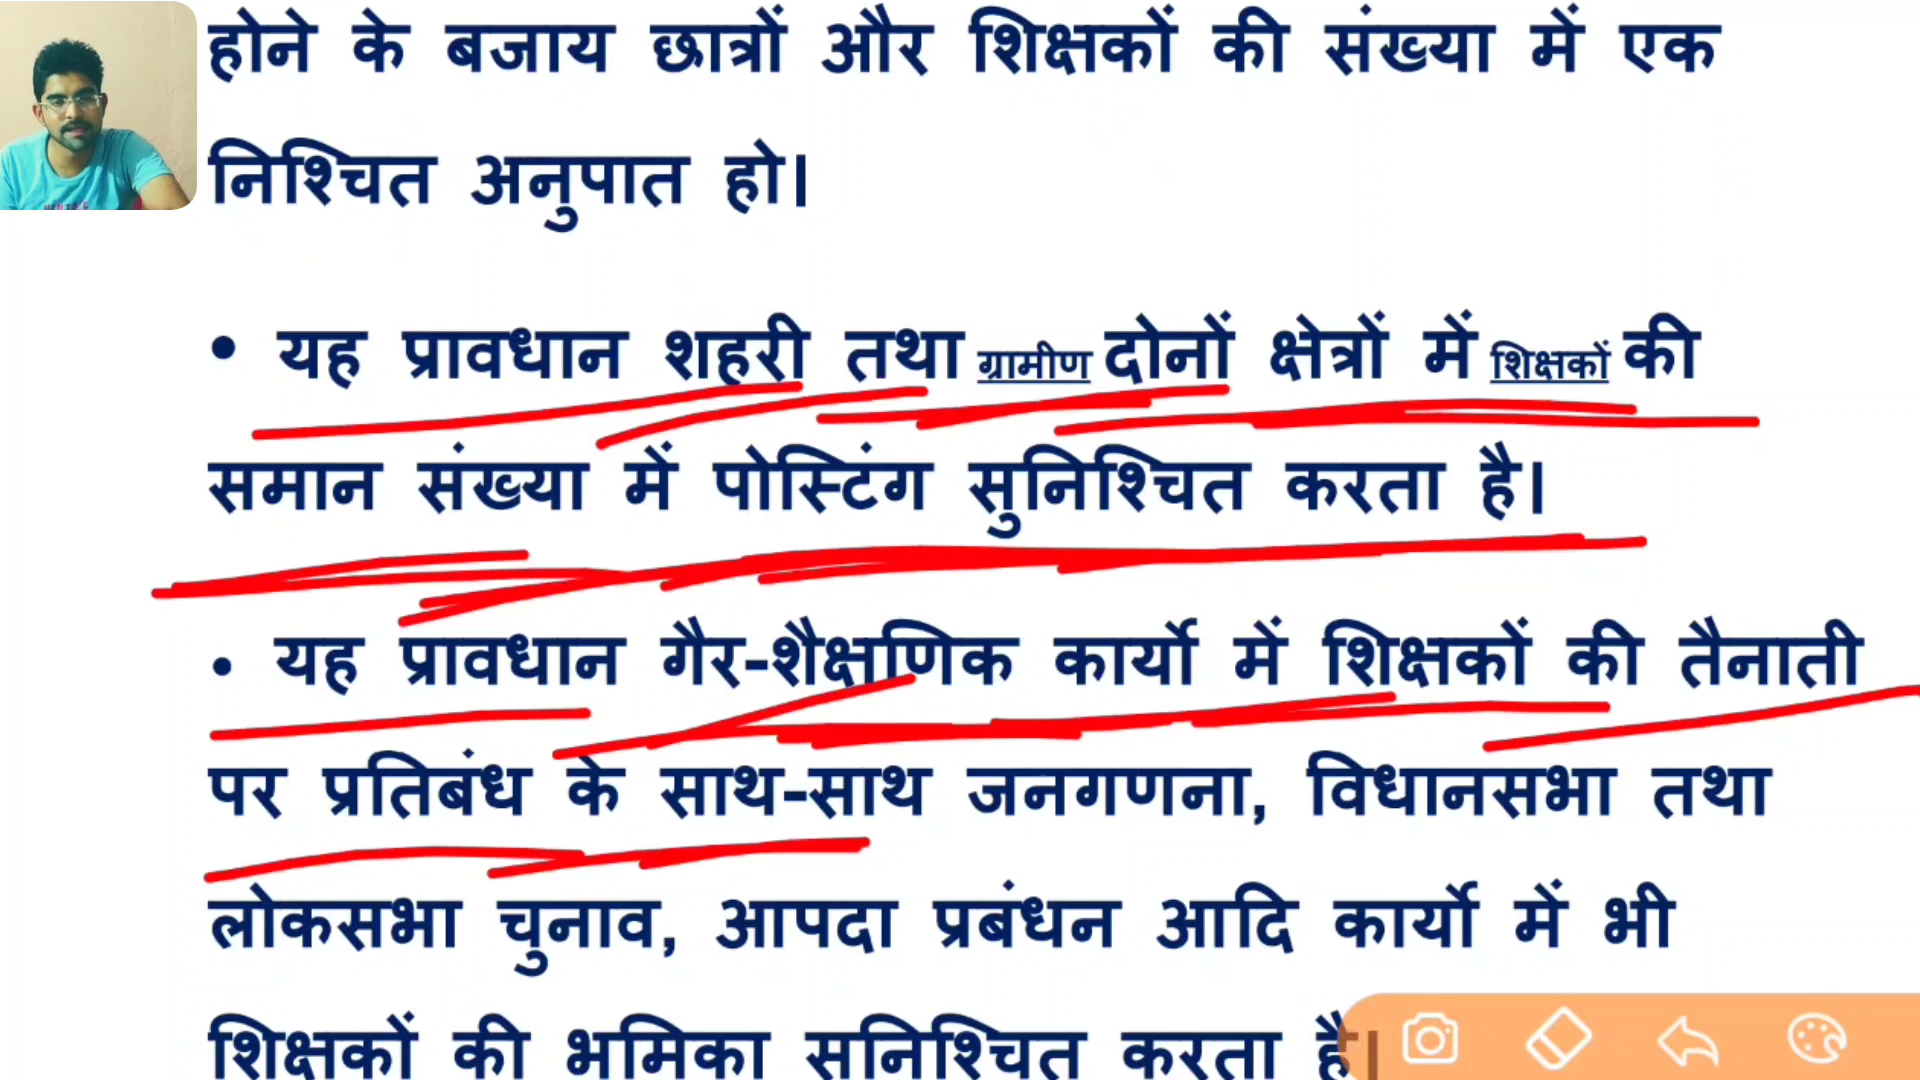 होने के बजाय छात्रों और शिक्षकों की संख्या में एक
निश्चित अनुपात हो।
• यह प्रावधान शहरी तथा ग्रामीण दोनों क्षेत्रों में शिक्षकों की
समान संख्या में पोस्टिंग सुनिश्चित करता है।
• यह प्रावधान गैर-शैक्षणिक कार्यो में शिक्षकों की तैनाती
पर प्रतिबंध के साथ-साथ जनगणना, विधानसभा तथा
लोकसभा चुनाव, आपदा प्रबंधन आदि कार्यो में भी
शिक्षकों की भूमिका सुनिश्चित करता है।